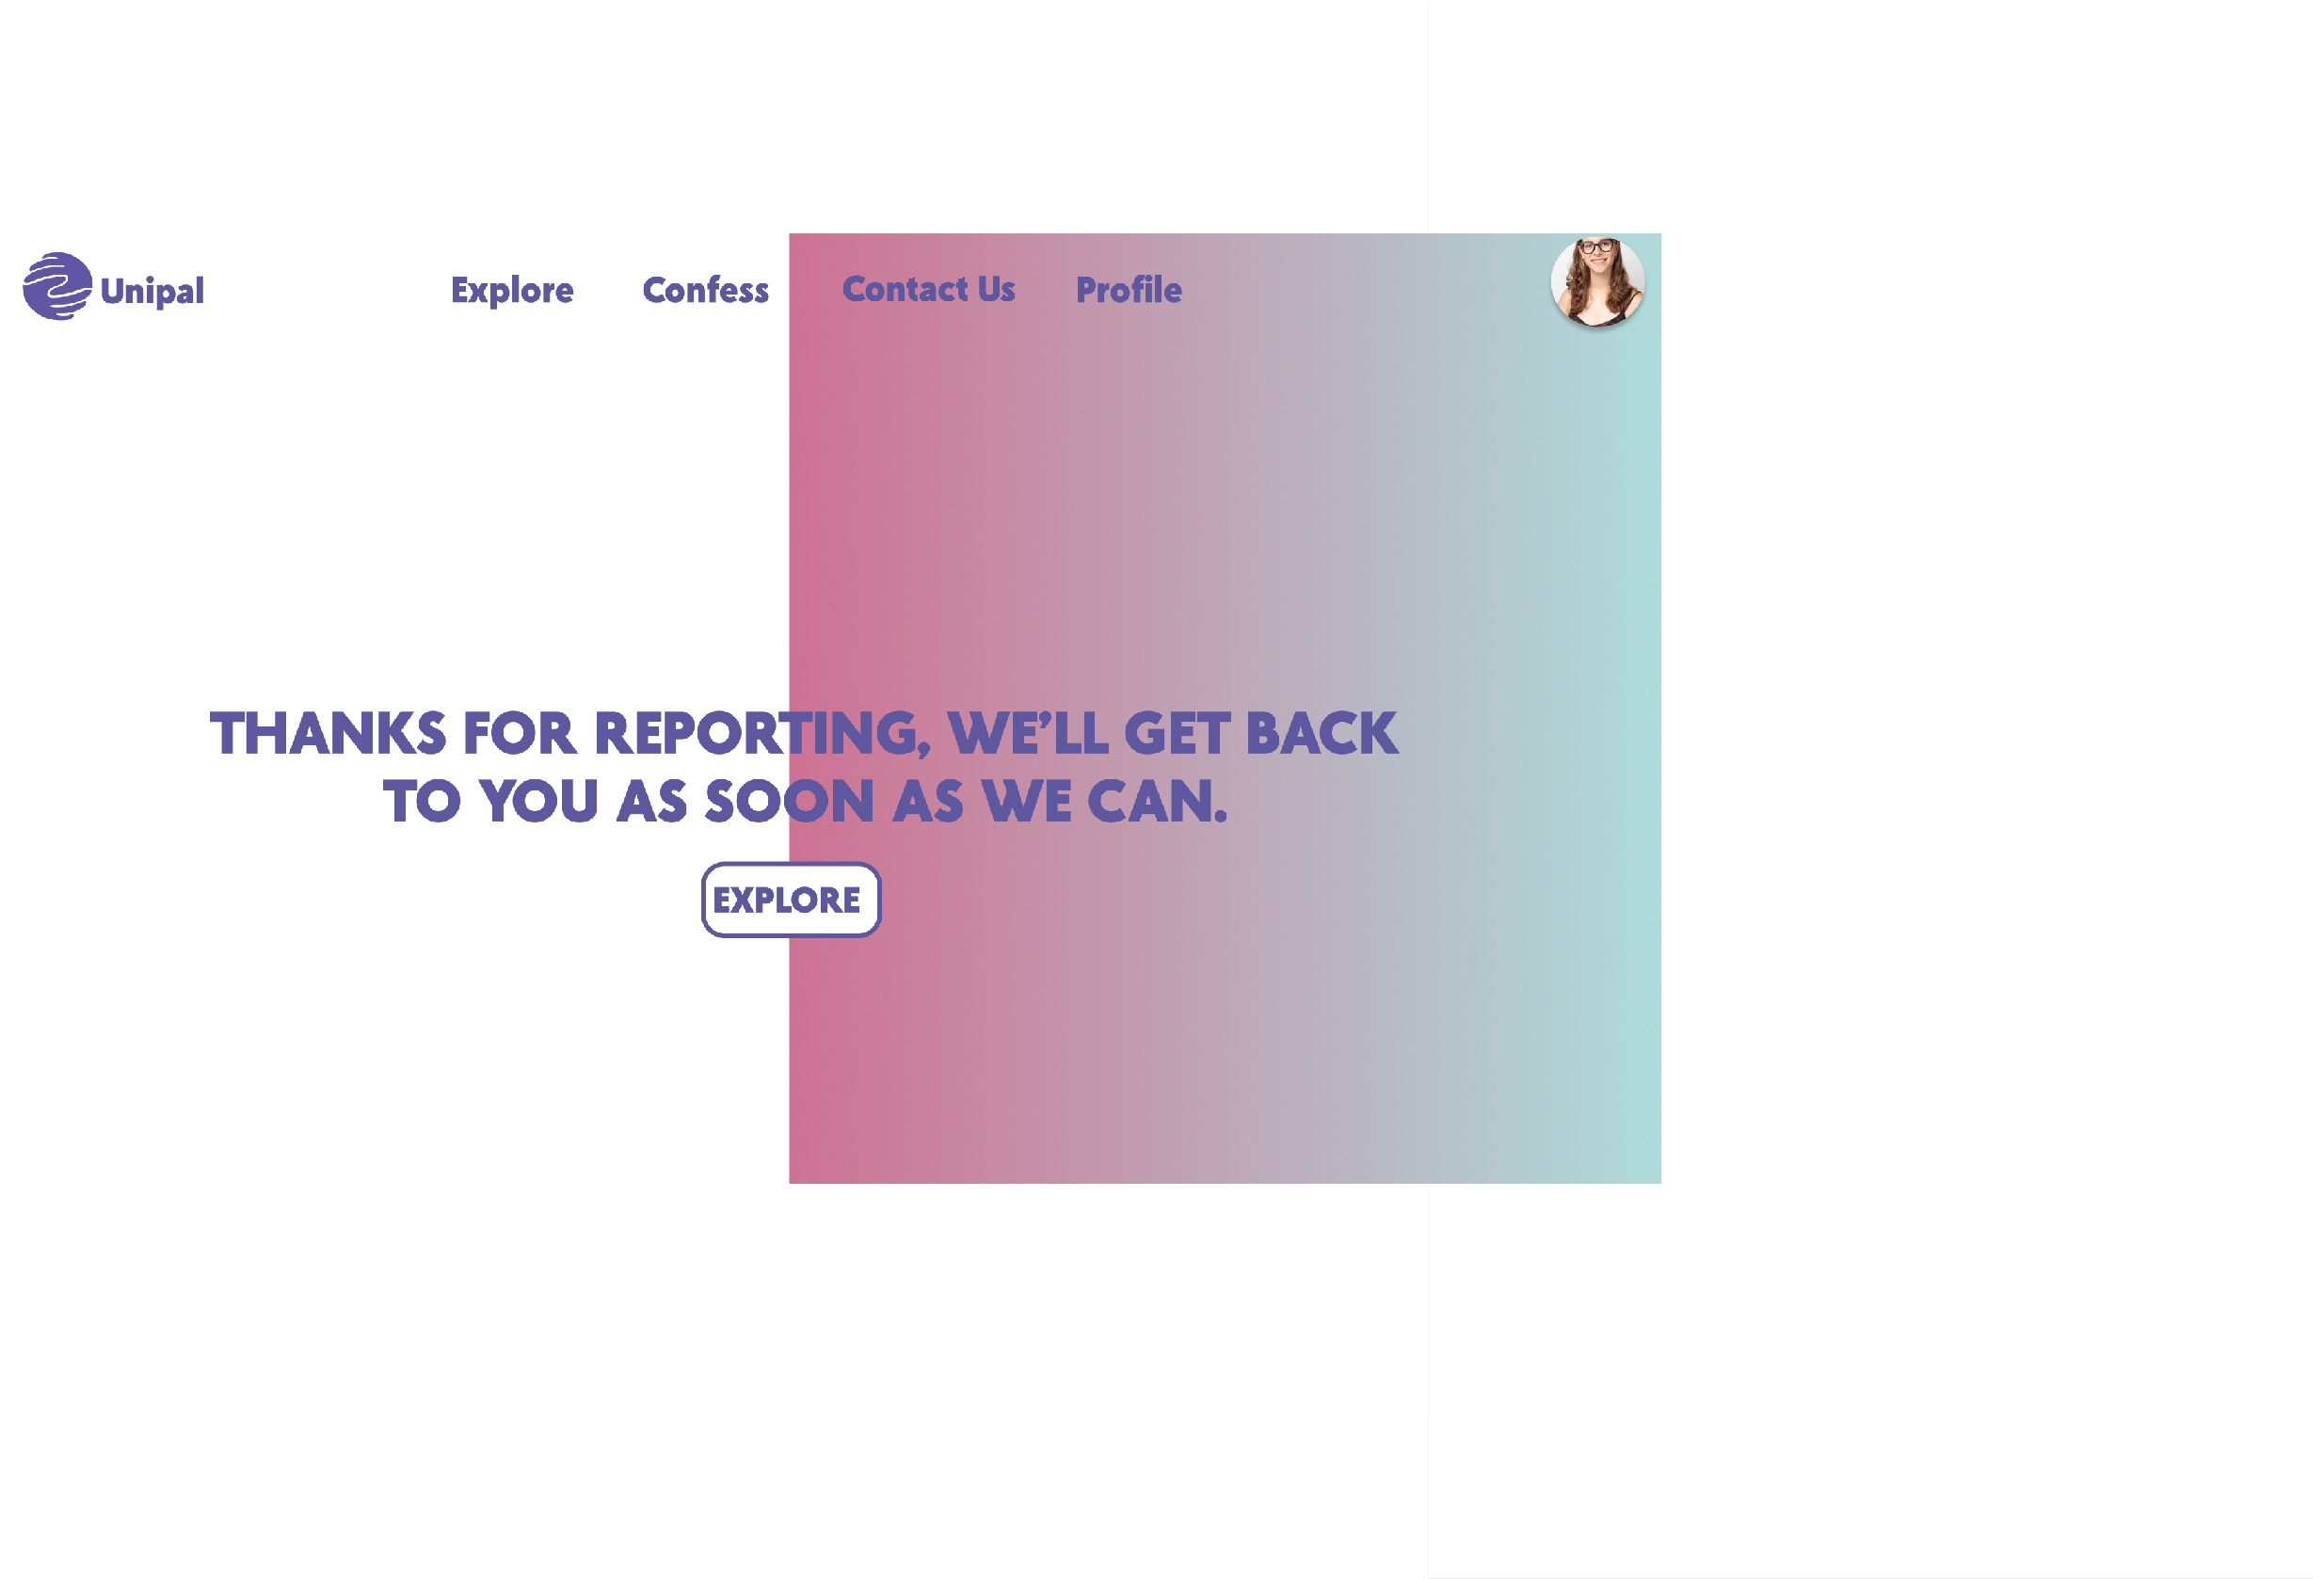 Unipal
Explore Confess Contact Us Profile
THANKS FOR REPORTING, WE'LL GET BACK
TO YOU AS SOON AS WE CAN.
EXPLORE